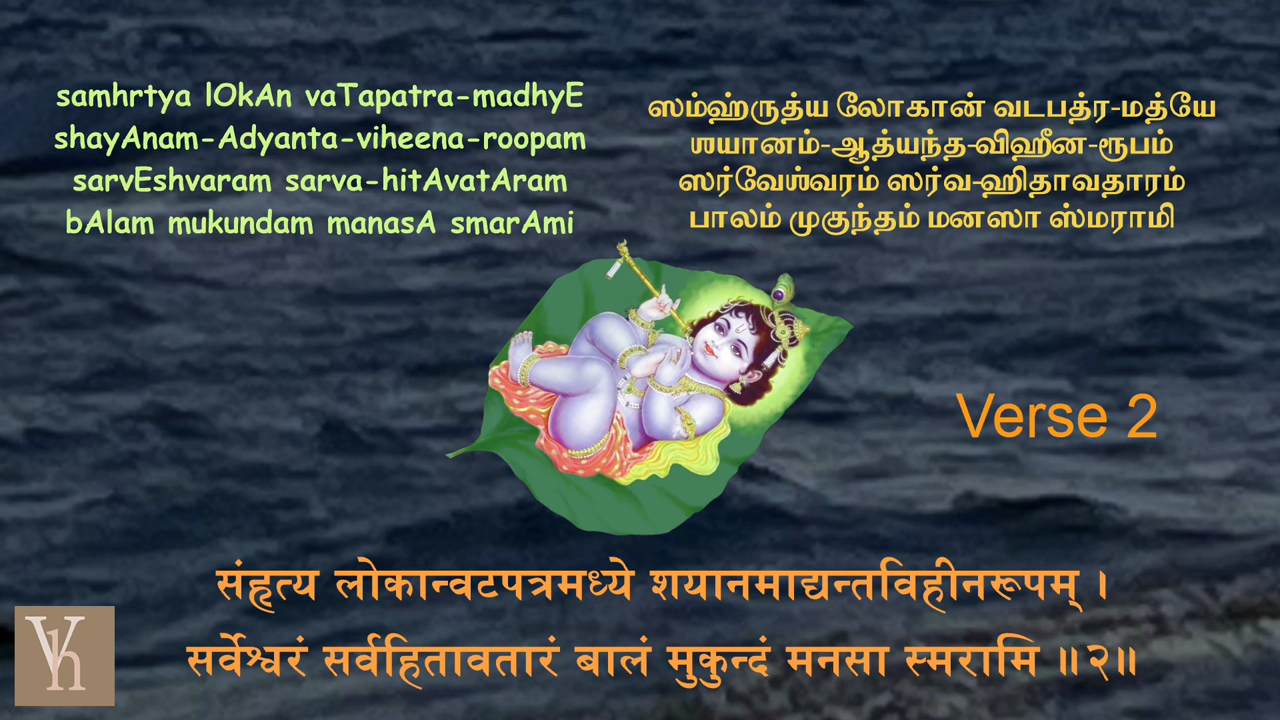 samhrtya lOkAn vaTapatra-madhyE
shayAnam-Adyanta-viheena-roopam
sarvEshvaram sarva-hitAvatAram
bAlam mukundam manasA smarAmi
ஸம்ஹ்ருத்ய லோகான் வடபத்ர-மத்யே
ஶயானம்-ஆத்யந்த-விஹீன-ரூபம்
ஸர்வேஶ்வரம் ஸர்வ-ஹிதாவதாரம்
பாலம் முகுந்தம் மனஸா ஸ்மராமி
Verse 2
संहृत्य लोकान्वटपत्रमध्ये शयानमाद्यन्तविहीनरूपम् ।
सर्वेश्वरं सर्वहितावतारं बालं मुकुन्दं मनसा स्मरामि ॥२॥
Vh